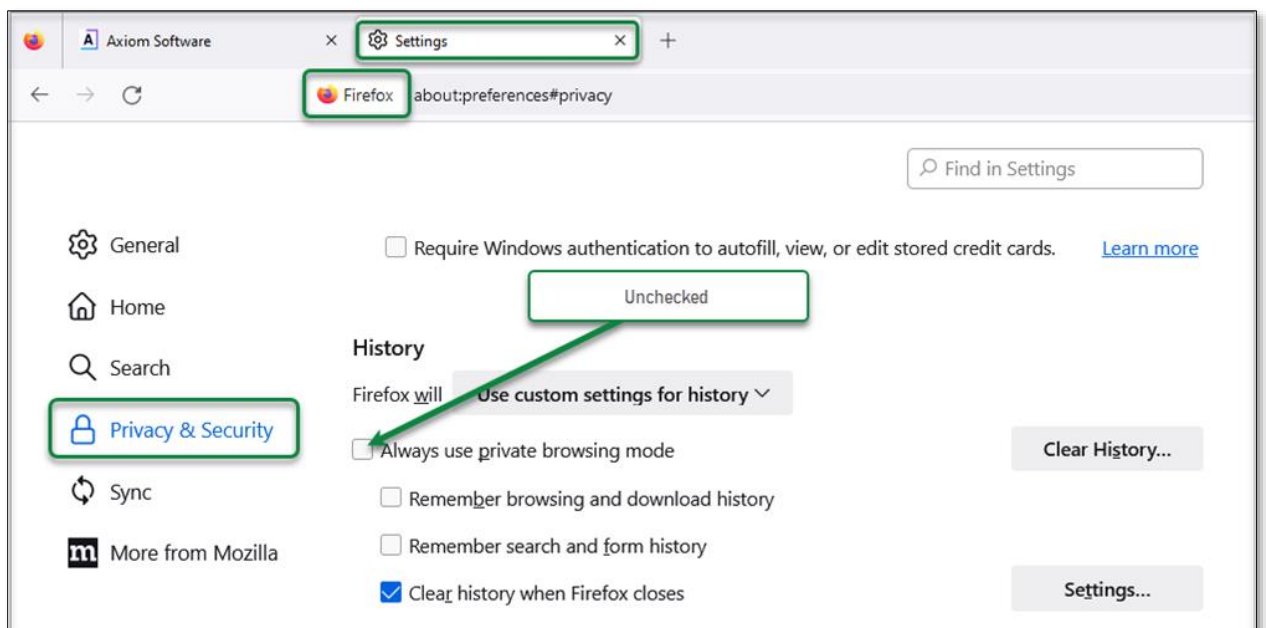 Axiom Software
Settings
Firefox about:preferences#privacy
Find in Settings
General
Require Windows authentication to autofill, view, or edit stored credit cards. Learn more
Unchecked
Home
History
Search
Firefox will Use custom settings for history
Privacy & Security
Always use private browsing mode
Clear History...
Sync
Remember browsing and download history
Remember search and form history
m More from Mozilla
Clear history when Firefox closes
Settings...